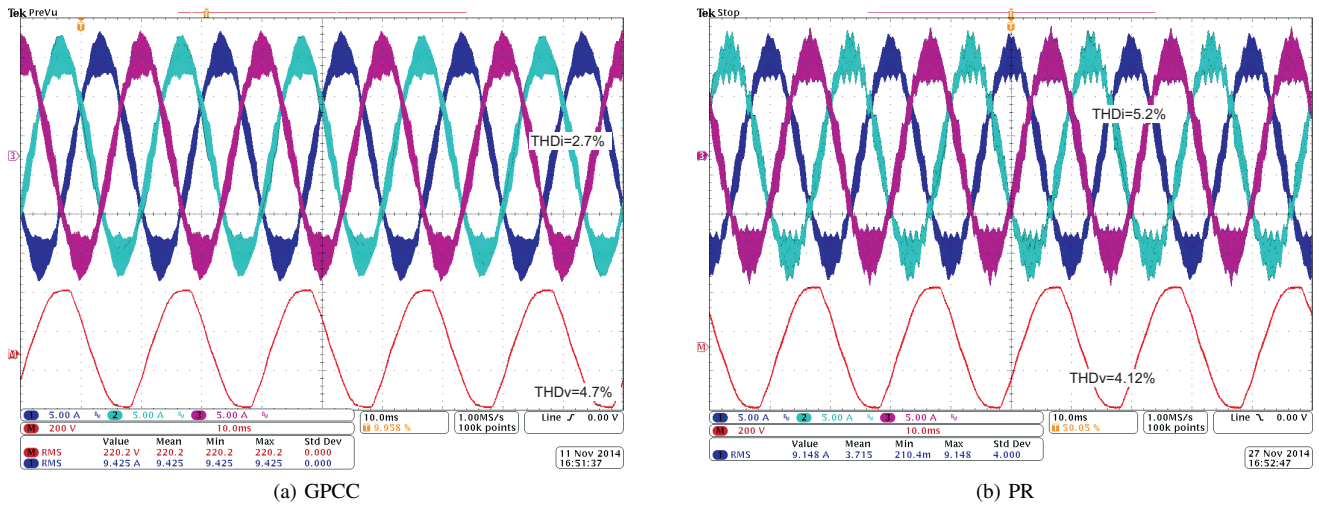 Tek PreVu
T
T
3
THDi=2.7%
M
THDv=4.7%
1 5.00 A 2 5.00 A 3 5.00 A
M 200 V 10.0ms
10.0ms
T 9.958 %
1.00MS/s
100k points
Line 0.00 V
Value Mean Min Max Std Dev
M RMS 220.2 V 220.2 220.2 220.2 0.000
1 RMS 9.425 A 9.425 9.425 9.425 0.000
11 Nov 2014
16:51:37
(a) GPCC
Tek Stop
T
T
3
THDi=5.2%
M
THDv=4.12%
1 5.00 A 2 5.00 A 3 5.00 A
M 200 V 10.0ms
10.0ms
T 50.05 %
1.00MS/s
100k points
Line 0.00 V
Value Mean Min Max Std Dev
1 RMS 9.148 A 3.715 210.4m 9.148 4.000
27 Nov 2014
16:52:47
(b) PR